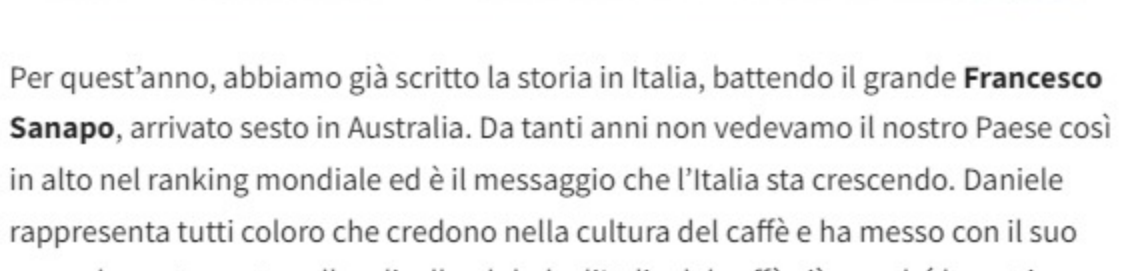 Per quest’anno, abbiamo già scritto la storia in Italia, battendo il grande Francesco
Sanapo, arrivato sesto in Australia. Da tanti anni non vedevamo il nostro Paese così
in alto nel ranking mondiale ed è il messaggio che l’Italia sta crescendo. Daniele
rappresenta tutti coloro che credono nella cultura del caffè e ha messo con il suo